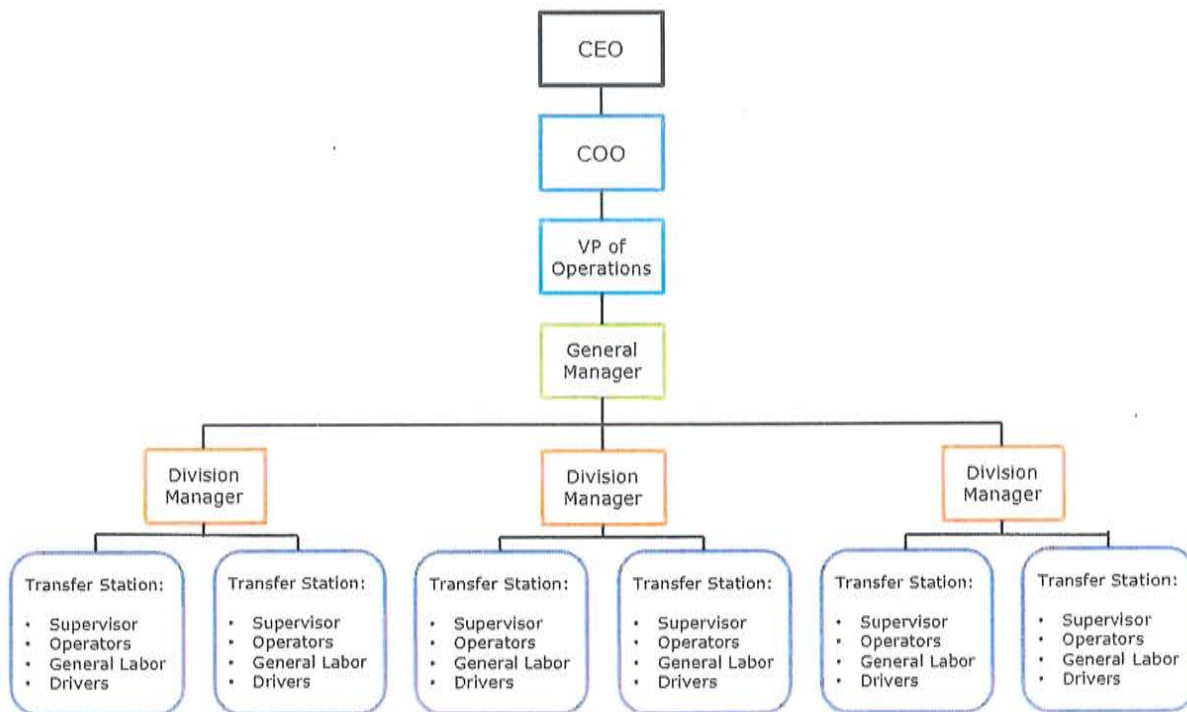 CEO
COO
VP of
Operations
General
Manager
Division
Manager
Division
Manager
Division
Manager
Transfer Station:
• Supervisor
• Operators
• General Labor
• Drivers
Transfer Station:
• Supervisor
• Operators
• General Labor
• Drivers
Transfer Station:
• Supervisor
• Operators
• General Labor
• Drivers
Transfer Station:
• Supervisor
• Operators
• General Labor
• Drivers
Transfer Station:
• Supervisor
• Operators
• General Labor
• Drivers
Transfer Station:
• Supervisor
• Operators
• General Labor
• Drivers